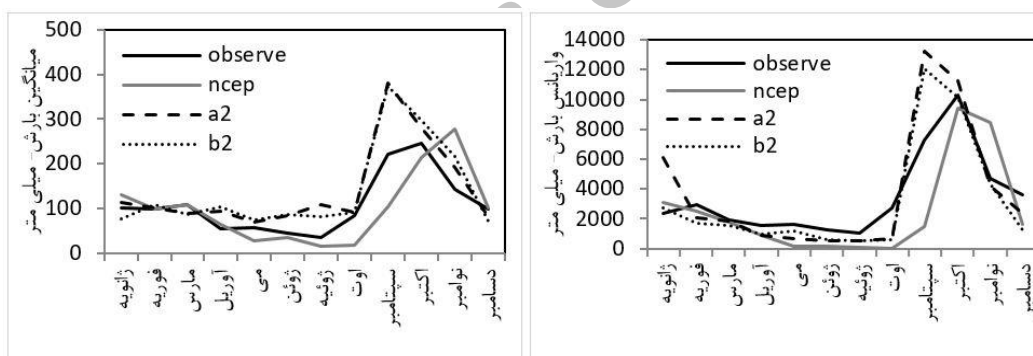 میانگین بارش- میلی متر
500
400
300
200
100
0
observe
ncep
a2
b2
ژانویه
فوریه
مارس
آوریل
می
ژوئن
ژوئیه
اوت
سپتامبر
اکتبر
نوامبر
دسامبر
واریانس بارش- میلی متر
14000
12000
10000
8000
6000
4000
2000
0
observe
ncep
a2
b2
ژانویه
فوریه
مارس
آوریل
می
ژوئن
ژوئیه
اوت
سپتامبر
اکتبر
نوامبر
دسامبر